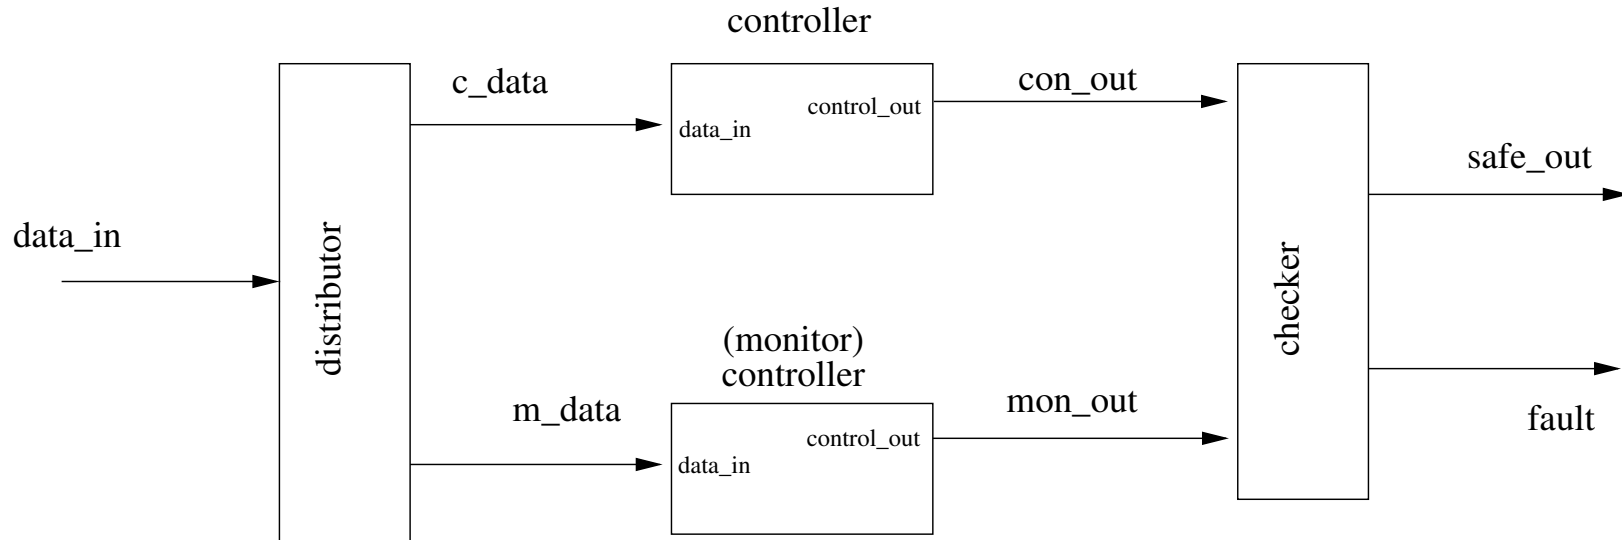 controller
c_data
con_out
control_out
data_in
safe_out
data_in
distributor
checker
(monitor)
controller
m_data
mon_out
control_out
data_in
fault